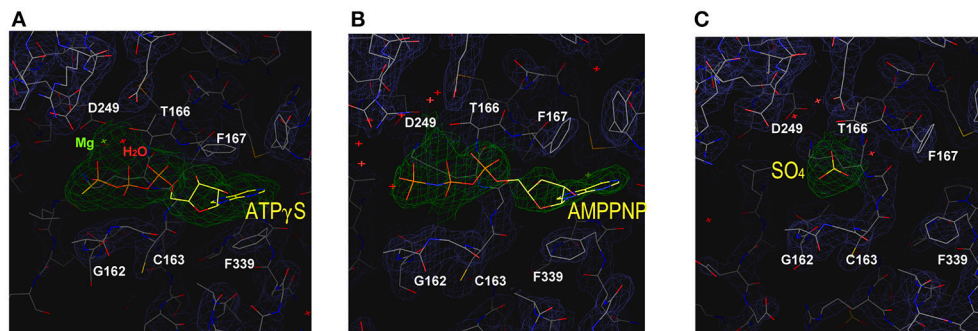 A
D249
T166
F167
Mg
H₂O
ATPγS
G162
C163
F339
B
D249
T166
F167
AMPPNP
G162
C163
F339
C
D249
T166
F167
SO₄
G162
C163
F339